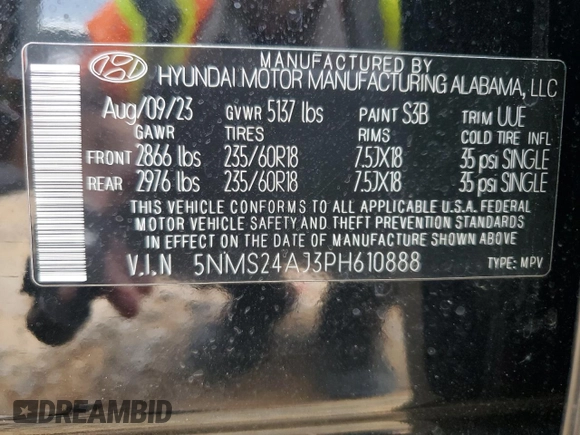 MANUFACTURED BY
HYUNDAI MOTOR MANUFACTURING ALABAMA, LLC
Aug/09/23 GVWR 5137 lbs PAINT S3B TRIM UUE
GAWR TIRES RIMS COLD TIRE INFL
FRONT 2866 lbs 235/60R18 7.5JX18 35 psi SINGLE
REAR 2976 lbs 235/60R18 7.5JX18 35 psi SINGLE
THIS VEHICLE CONFORMS TO ALL APPLICABLE U.S.A. FEDERAL
MOTOR VEHICLE SAFETY AND THEFT PREVENTION STANDARDS
IN EFFECT ON THE DATE OF MANUFACTURE SHOWN ABOVE
V.I.N 5NMS24AJ3PH610888 TYPE: MPV
DREAMBID